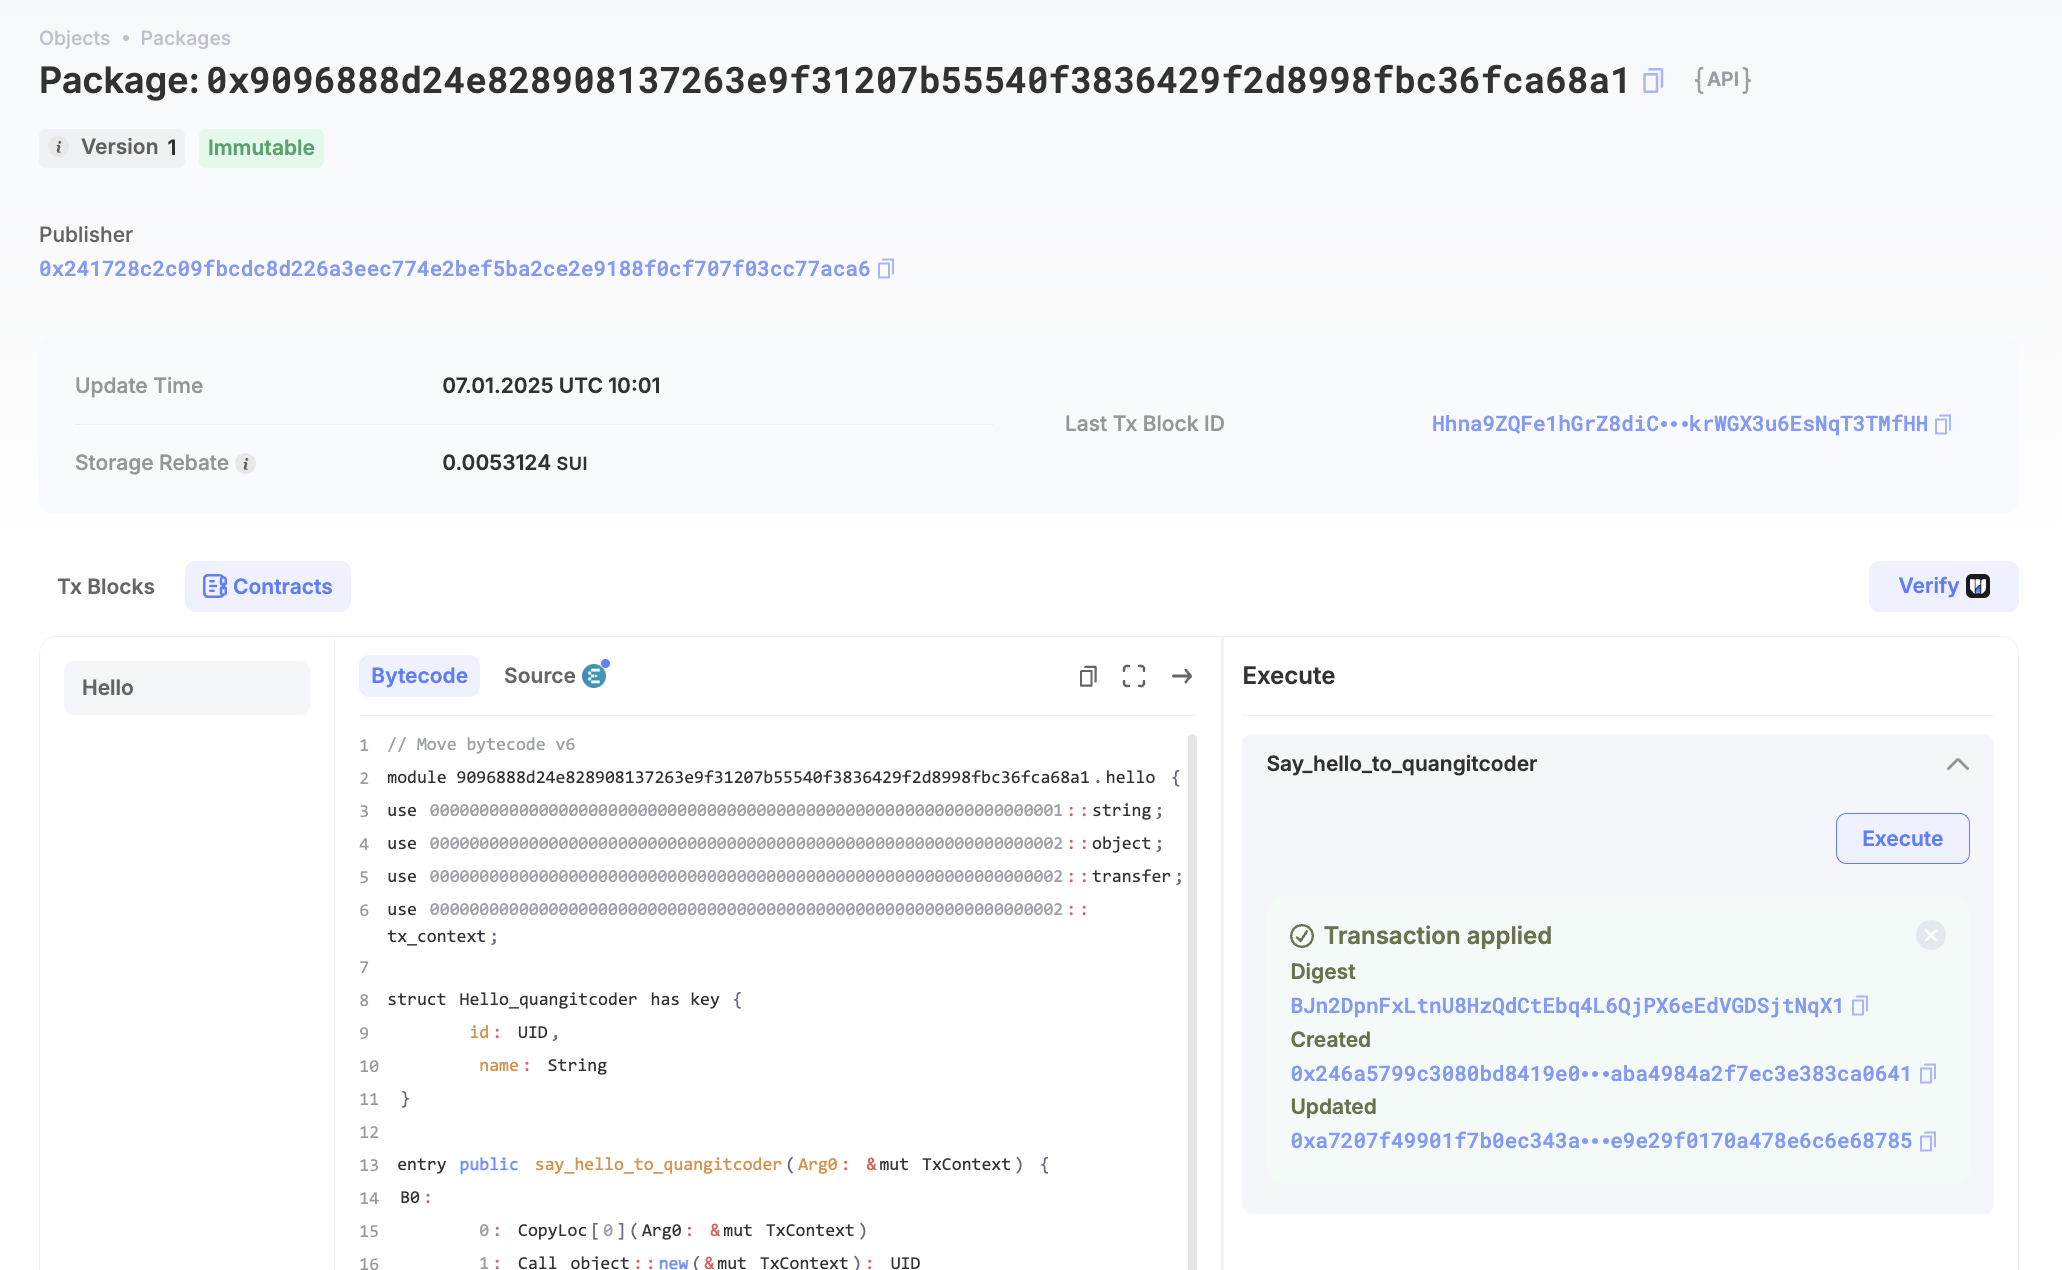 Objects • Packages
Package: 0x9096888d24e828908137263e9f31207b55540f3836429f2d8998fbc36fca68a1 {API}
i Version 1 Immutable
Publisher
0x241728c2c09fbcdc8d226a3eec774e2bef5ba2ce2e9188f0cf707f03cc77aca6
Update Time 07.01.2025 UTC 10:01
Last Tx Block ID Hhna9ZQFe1hGrZ8diC•••krWGX3u6EsNqT3TMfHH
Storage Rebate i 0.0053124 SUI
Tx Blocks Contracts Verify
Hello
Bytecode Source
1 // Move bytecode v6
2 module 9096888d24e828908137263e9f31207b55540f3836429f2d8998fbc36fca68a1.hello {
3 use 0000000000000000000000000000000000000000000000000000000000000001::string;
4 use 0000000000000000000000000000000000000000000000000000000000000002::object;
5 use 0000000000000000000000000000000000000000000000000000000000000002::transfer;
6 use 0000000000000000000000000000000000000000000000000000000000000002::
tx_context;
7
8 struct Hello_quangitcoder has key {
9 id: UID,
10 name: String
11 }
12
13 entry public say_hello_to_quangitcoder(Arg0: &mut TxContext) {
14 B0:
15 0: CopyLoc[0](Arg0: &mut TxContext)
16 1: Call object::new(&mut TxContext): UID
Execute
Say_hello_to_quangitcoder
Execute
Transaction applied
Digest
BJn2DpnFxLtnU8HzQdCtEbq4L6QjPX6eEdVGDSjtNqX1
Created
0x246a5799c3080bd8419e0•••aba4984a2f7ec3e383ca0641
Updated
0xa7207f49901f7b0ec343a•••e9e29f0170a478e6c6e68785